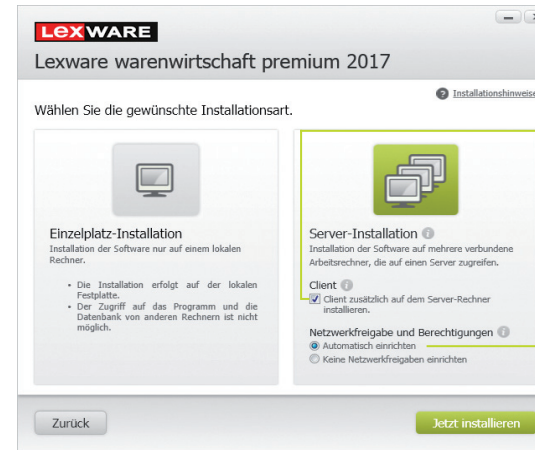 LEXWARE
Lexware warenwirtschaft premium 2017
Installationshinweise
Wählen Sie die gewünschte Installationsart.
Einzelplatz-Installation
Installation der Software nur auf einem lokalen
Rechner.
• Die Installation erfolgt auf der lokalen
Festplatte.
• Der Zugriff auf das Programm und die
Datenbank von anderen Rechnern ist nicht
möglich.
Server-Installation
Installation der Software auf mehrere verbundene
Arbeitsrechner, die auf einen Server zugreifen.
Client
Client zusätzlich auf dem Server-Rechner
installieren.
Netzwerkfreigabe und Berechtigungen
Automatisch einrichten
Keine Netzwerkfreigaben einrichten
Zurück
Jetzt installieren